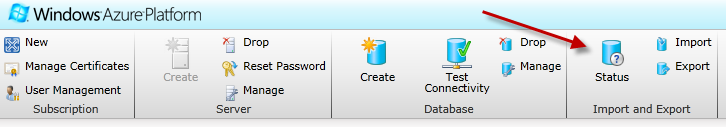 Windows Azure Platform
New
Manage Certificates
User Management
Subscription
Create
Drop
Reset Password
Manage
Server
Create
Test
Connectivity
Drop
Manage
Database
Status
Import
Export
Import and Export